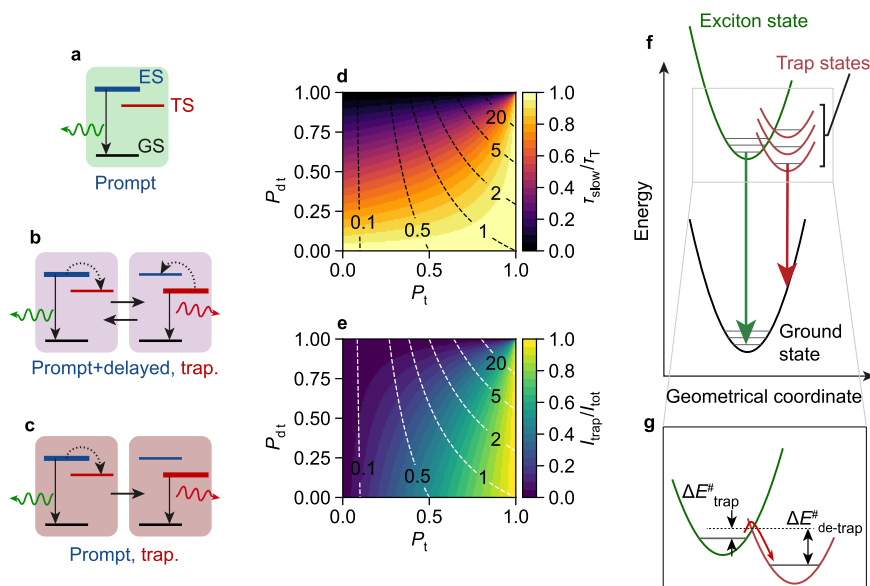 a
ES
TS
GS
Prompt
b
Prompt+delayed, trap.
c
Prompt, trap.
d
1.00
0.75
0.50
0.25
0.00
P_dt
0.0
0.5
1.0
P_t
0.1
0.5
1
2
5
20
1.0
0.8
0.6
0.4
0.2
0.0
τ_slow/τ_T
e
1.00
0.75
0.50
0.25
0.00
P_dt
0.0
0.5
1.0
P_t
0.1
0.5
1
2
5
20
1.0
0.8
0.6
0.4
0.2
0.0
I_trap/I_tot
f
Exciton state
Trap states
Energy
Ground
state
Geometrical coordinate
g
ΔE^#_trap
ΔE^#_de-trap